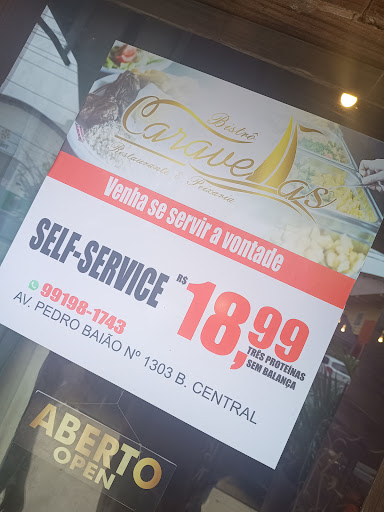 Bistrô
Caravellas
Restaurante & Pizzaria
Venha se servir a vontade
SELF-SERVICE
R$ 18,99
TRÊS PROTEÍNAS
SEM BALANÇA
99198-1743
AV. PEDRO BAIÃO Nº 1303 B. CENTRAL
ABERTO
OPEN